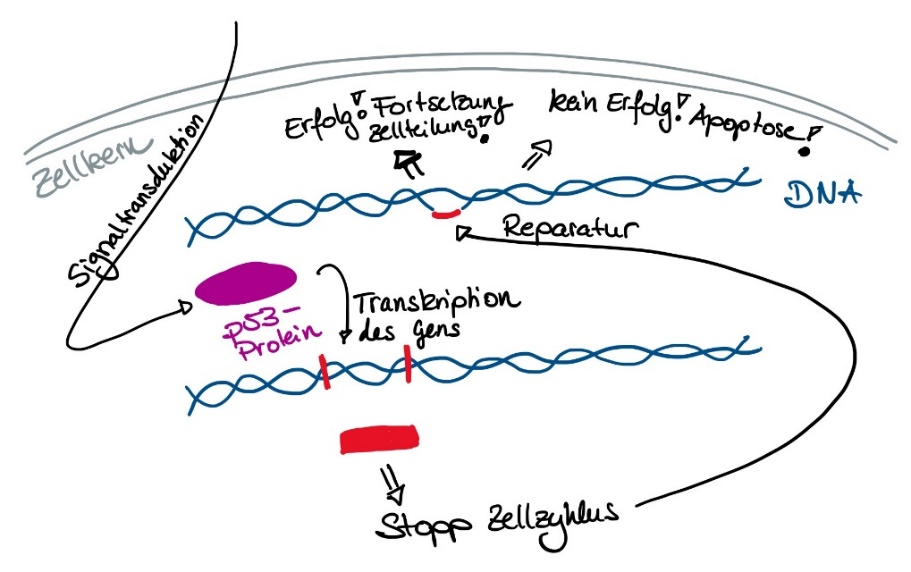 Erfolg! Fortsetzung
Zellteilung!
kein Erfolg! Apoptose!
Zellkern
Signaltransduktion
DNA
Reparatur
p53-
Protein
Transkription
des Gens
Stopp Zellzyklus